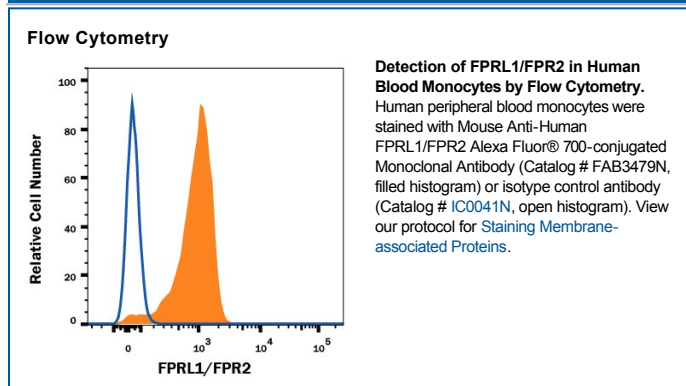 Flow Cytometry
Detection of FPRL1/FPR2 in Human
Blood Monocytes by Flow Cytometry.
Human peripheral blood monocytes were
stained with Mouse Anti-Human
FPRL1/FPR2 Alexa Fluor® 700-conjugated
Monoclonal Antibody (Catalog # FAB3479N,
filled histogram) or isotype control antibody
(Catalog # IC0041N, open histogram). View
our protocol for Staining Membrane-
associated Proteins.
Relative Cell Number
100
80
60
40
20
0
0 10³ 10⁴ 10⁵
FPRL1/FPR2